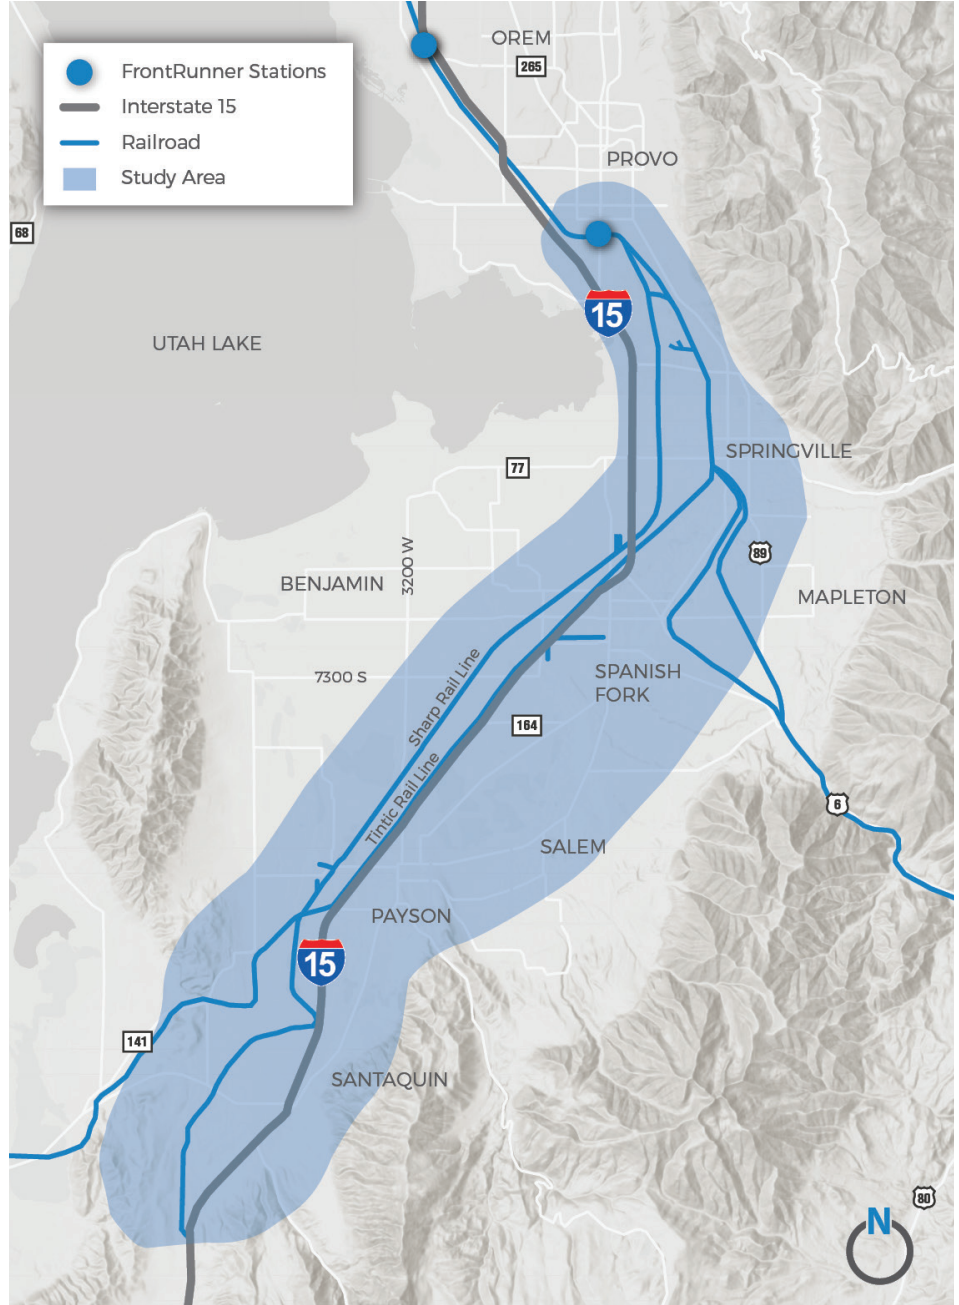 OREM
265
FrontRunner Stations
Interstate 15
Railroad
Study Area
PROVO
68
15
UTAH LAKE
SPRINGVILLE
77
89
BENJAMIN
3200 W
MAPLETON
7300 S
SPANISH
FORK
Sharp Rail Line
164
Tintic Rail Line
6
SALEM
PAYSON
15
141
SANTAQUIN
80
N